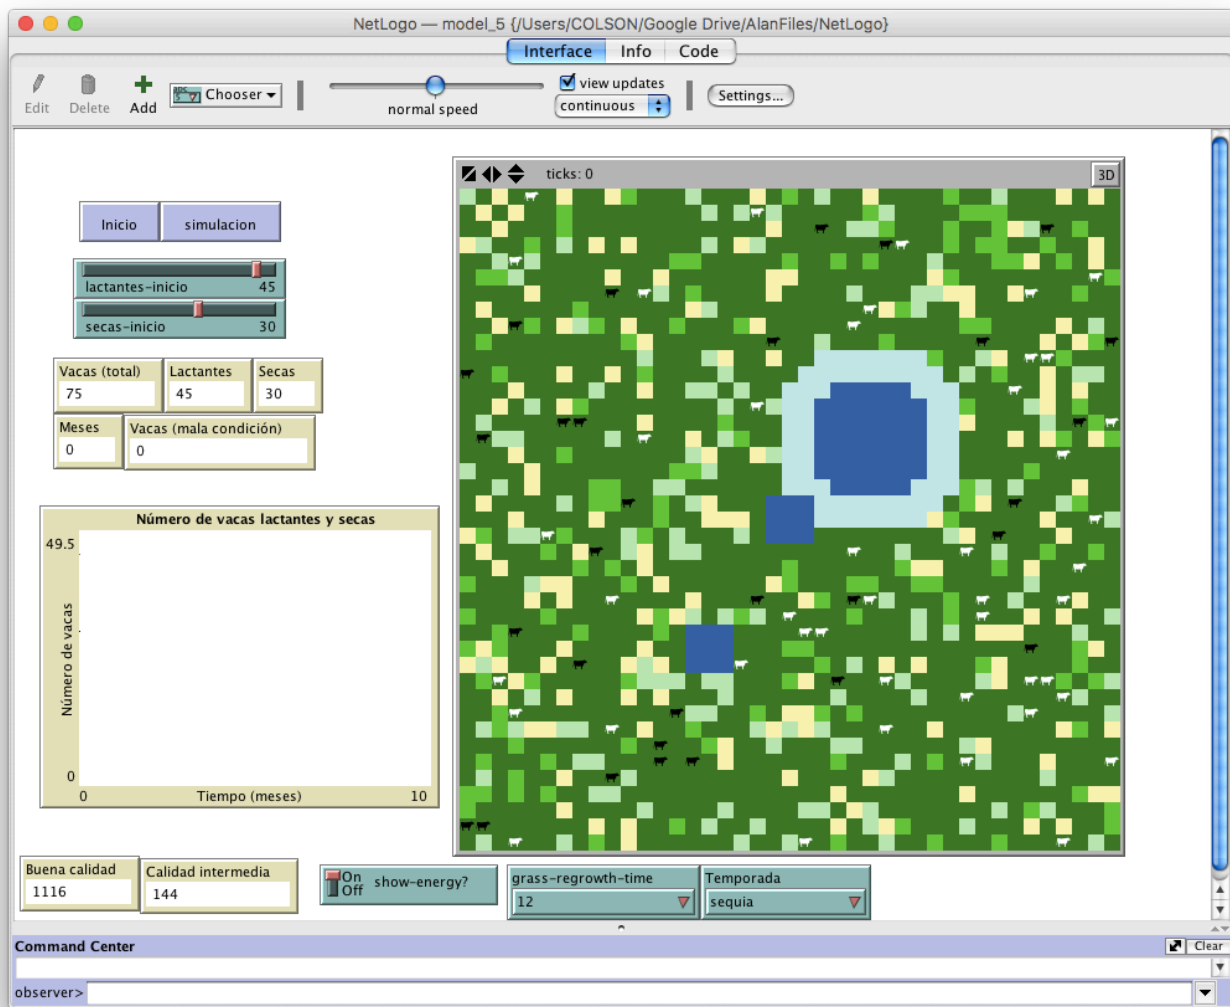 NetLogo — model_5 {/Users/COLSON/Google Drive/AlanFiles/NetLogo}
Interface Info Code
Edit Delete Add Chooser normal speed view updates continuous Settings...
ticks: 0 3D
Inicio simulacion
lactantes-inicio 45
secas-inicio 30
Vacas (total) Lactantes Secas
75 45 30
Meses Vacas (mala condición)
0 0
Número de vacas lactantes y secas
49.5
Número de vacas
0
0 Tiempo (meses) 10
Buena calidad Calidad intermedia
1116 144
On
Off show-energy?
grass-regrowth-time Temporada
12 sequia
Command Center Clear
observer>